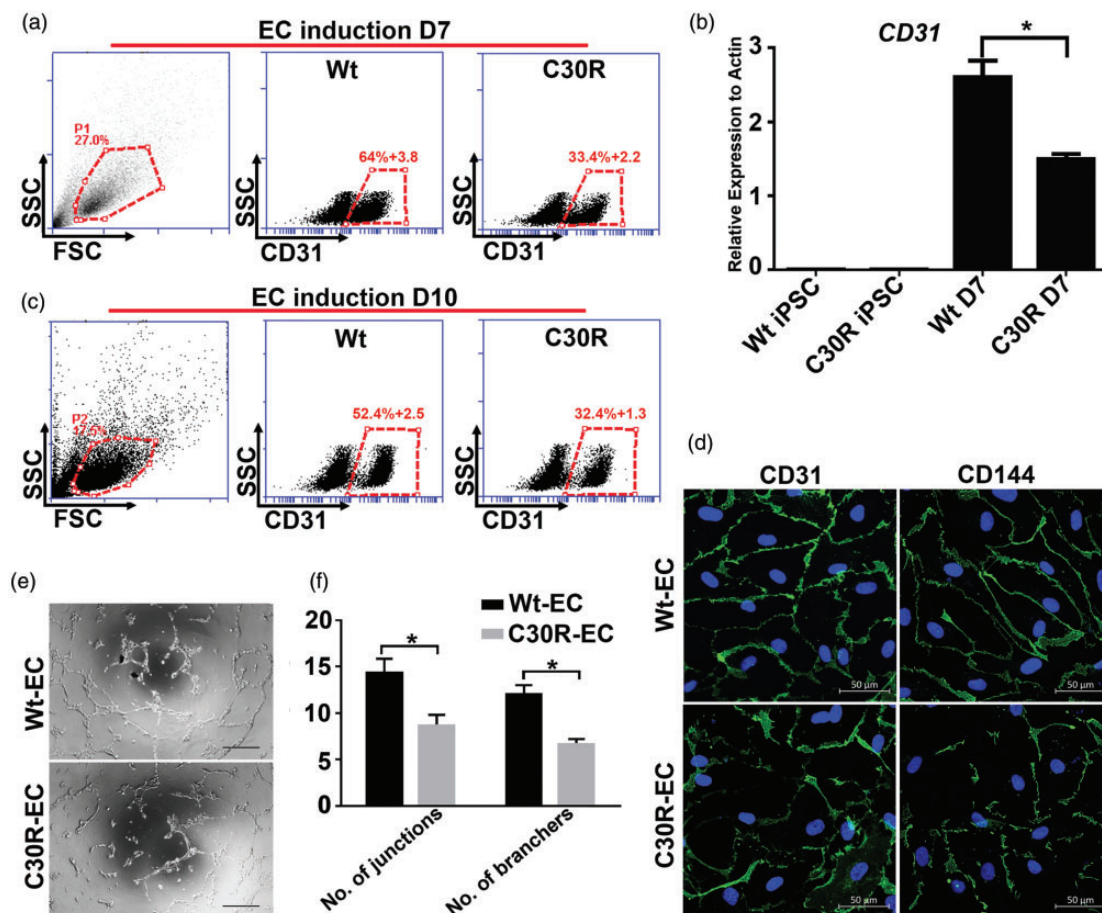 (a)
EC induction D7
Wt
C30R
P1
27.0%
64%+3.8
33.4%+2.2
SSC
SSC
SSC
FSC
CD31
CD31
(b)
CD31
*
3
2
1
0
Relative Expression to Actin
Wt iPSC
C30R iPSC
Wt D7
C30R D7
(c)
EC induction D10
Wt
C30R
P2
17.5%
52.4%+2.5
32.4%+1.3
SSC
SSC
SSC
FSC
CD31
CD31
(d)
CD31
CD144
Wt-EC
50 µm
50 µm
C30R-EC
50 µm
50 µm
(e)
Wt-EC
C30R-EC
(f)
Wt-EC
C30R-EC
20
15
10
5
0
*
*
No. of junctions
No. of branchers